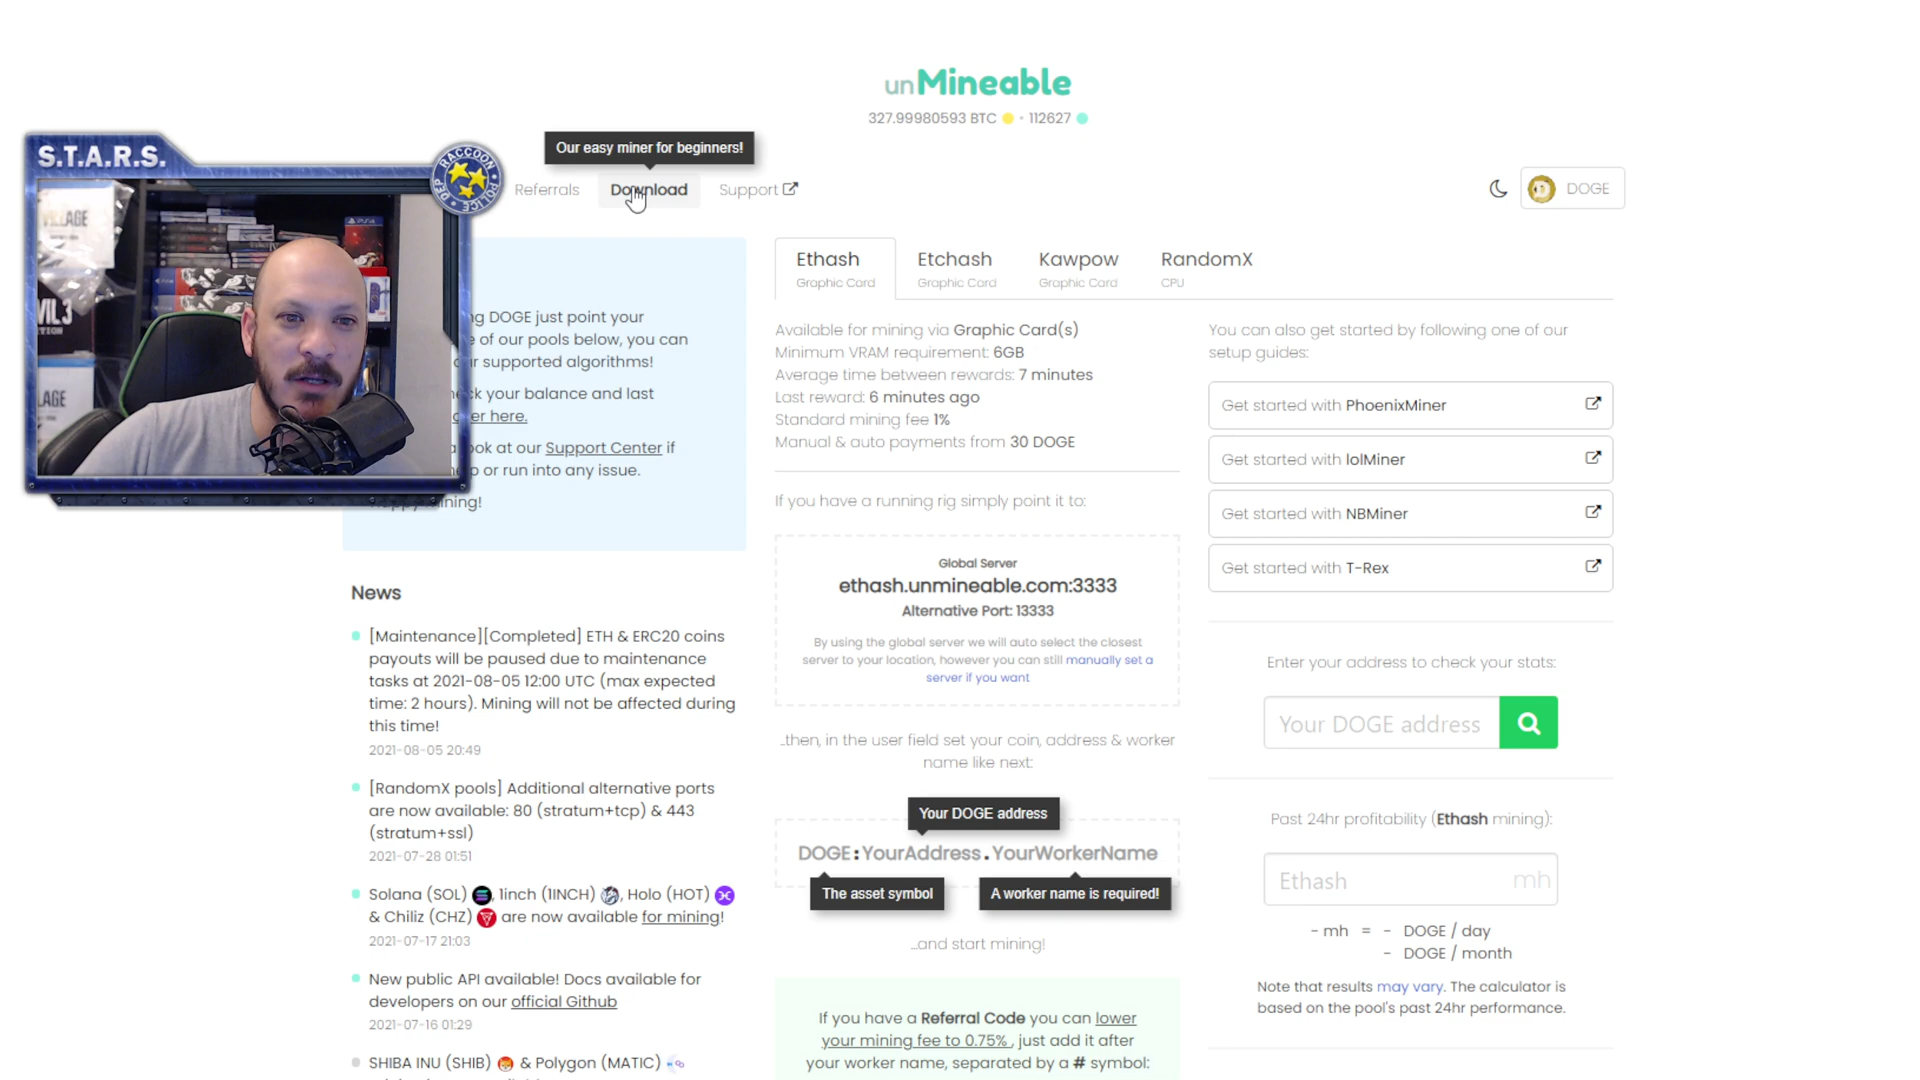 unMineable
327.99980593 BTC • 112627
Our easy miner for beginners!
Referrals
Download
Support
DOGE
S.T.A.R.S.
RACCOON
POLICE
DEP
VILLAGE
Ethash
Graphic Card
Etchash
Graphic Card
Kawpow
Graphic Card
RandomX
CPU
ng DOGE just point your
e of our pools below, you can
ur supported algorithms!
eck your balance and last
er here.
ook at our Support Center if
p or run into any issue.
ning!
News
[Maintenance][Completed] ETH & ERC20 coins
payouts will be paused due to maintenance
tasks at 2021-08-05 12:00 UTC (max expected
time: 2 hours). Mining will not be affected during
this time!
2021-08-05 20:49
[RandomX pools] Additional alternative ports
are now available: 80 (stratum+tcp) & 443
(stratum+ssl)
2021-07-28 01:51
Solana (SOL), 1inch (1INCH), Holo (HOT)
& Chiliz (CHZ) are now available for mining!
2021-07-17 21:03
New public API available! Docs available for
developers on our official Github
2021-07-16 01:29
SHIBA INU (SHIB) & Polygon (MATIC)
Available for mining via Graphic Card(s)
Minimum VRAM requirement: 6GB
Average time between rewards: 7 minutes
Last reward: 6 minutes ago
Standard mining fee 1%
Manual & auto payments from 30 DOGE
If you have a running rig simply point it to:
Global Server
ethash.unmineable.com:3333
Alternative Port: 13333
By using the global server we will auto select the closest
server to your location, however you can still manually set a
server if you want
...then, in the user field set your coin, address & worker
name like next:
Your DOGE address
DOGE:YourAddress.YourWorkerName
The asset symbol
A worker name is required!
...and start mining!
If you have a Referral Code you can lower
your mining fee to 0.75%, just add it after
your worker name, separated by a # symbol:
You can also get started by following one of our
setup guides:
Get started with PhoenixMiner
Get started with lolMiner
Get started with NBMiner
Get started with T-Rex
Enter your address to check your stats:
Your DOGE address
Past 24hr profitability (Ethash mining):
Ethash
mh
- mh = - DOGE / day
- DOGE / month
Note that results may vary. The calculator is
based on the pool's past 24hr performance.